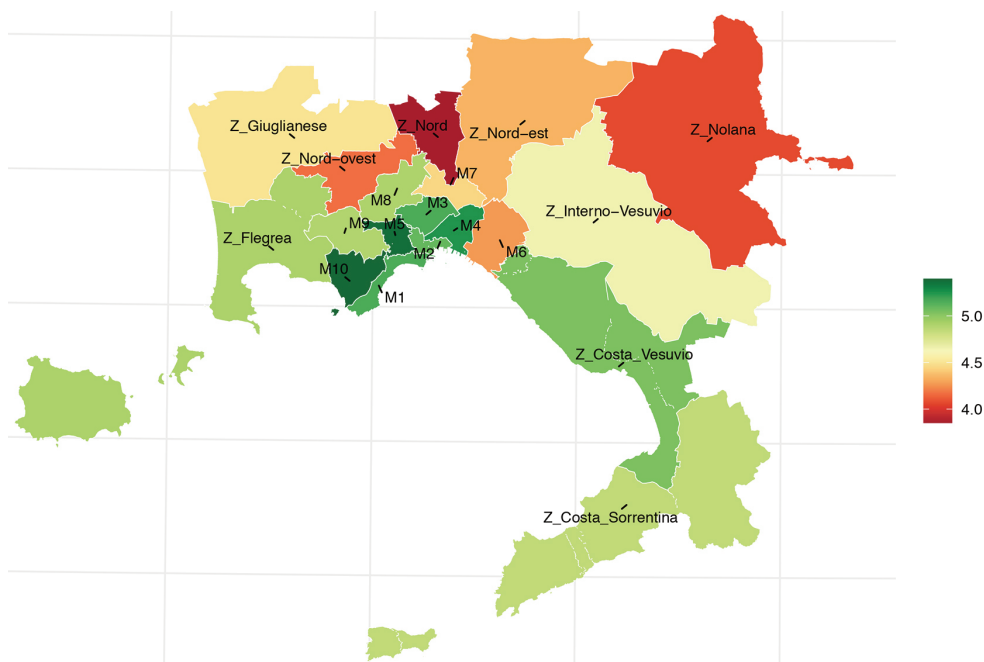 Z_Giuglianese
Z_Nord
Z_Nord−est
Z_Nolana
Z_Nord−ovest
M7
M8
M3
Z_Interno−Vesuvio
M9
M5
M4
Z_Flegrea
M2
M6
M10
M1
5.0
Z_Costa_Vesuvio
4.5
4.0
Z_Costa_Sorrentina